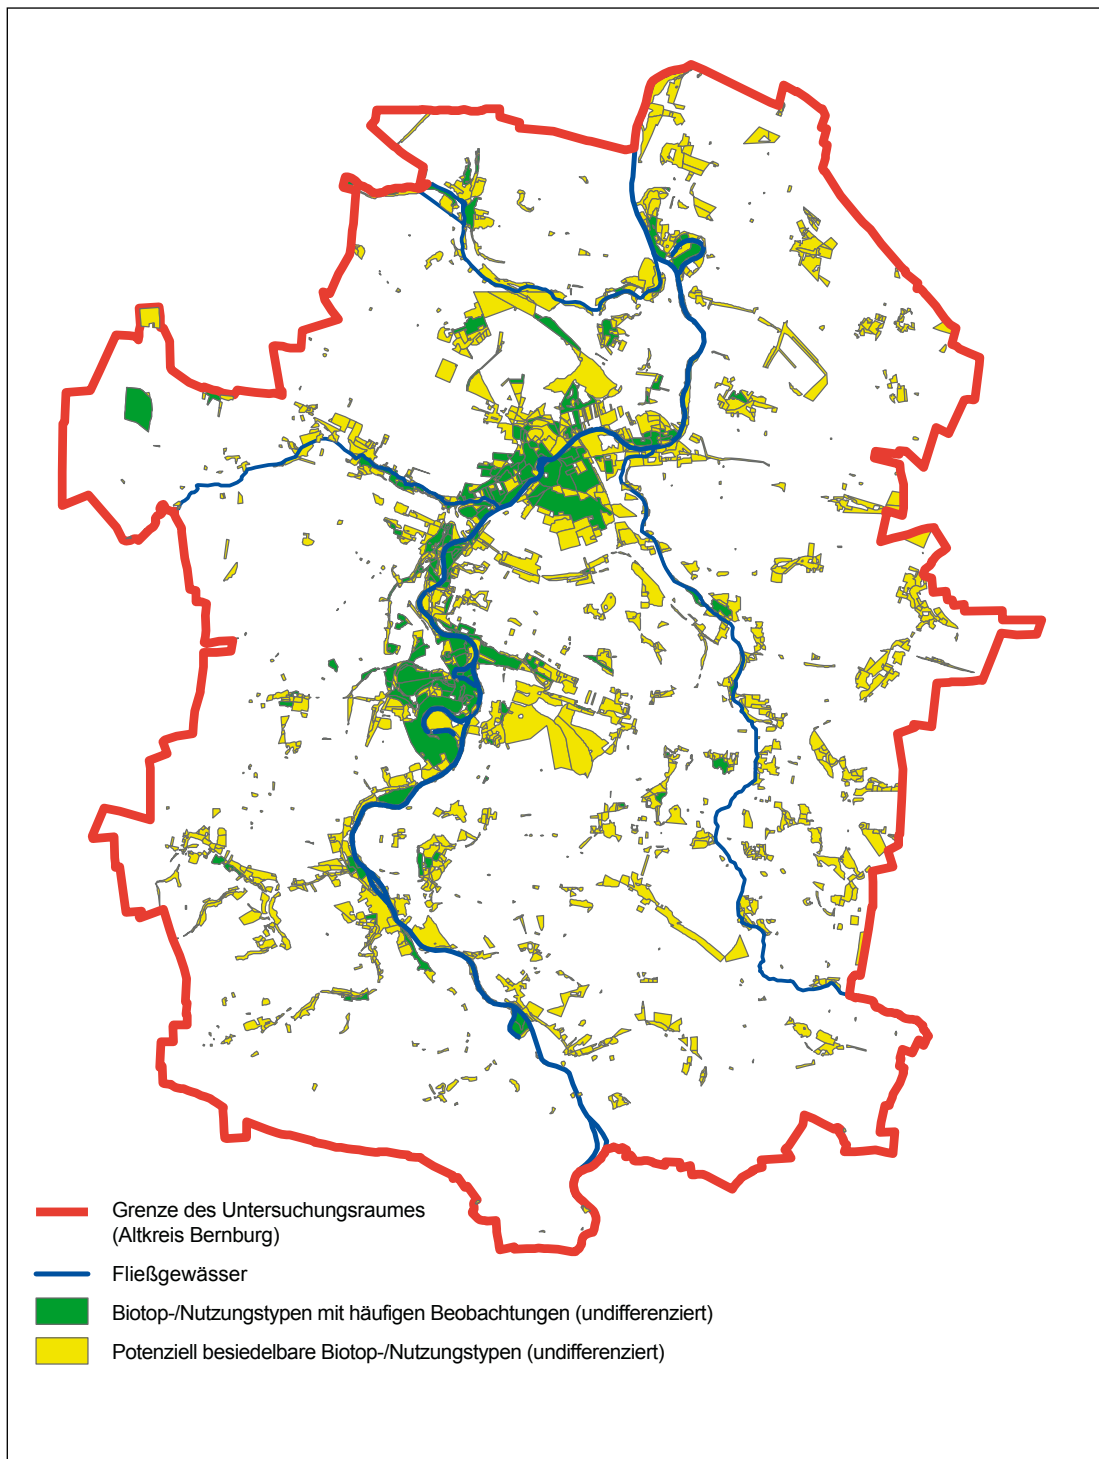 Grenze des Untersuchungsraumes
(Altkreis Bernburg)
Fließgewässer
Biotop-/Nutzungstypen mit häufigen Beobachtungen (undifferenziert)
Potenziell besiedelbare Biotop-/Nutzungstypen (undifferenziert)